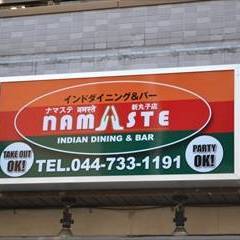 インドダイニング&バー
ナマステ नमस्ते 新丸子店
NAMASTE
INDIAN DINING & BAR
TAKE OUT OK!
PARTY OK!
TEL.044-733-1191